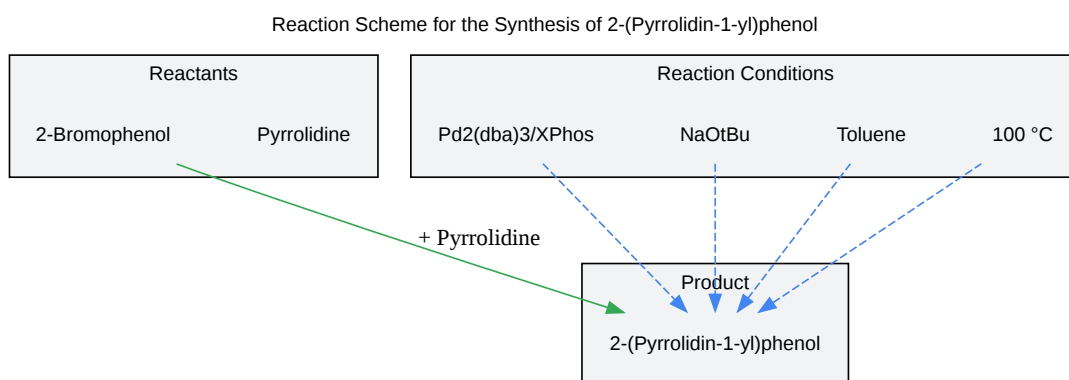 Reaction Scheme for the Synthesis of 2-(Pyrrolidin-1-yl)phenol
Reactants
Reaction Conditions
2-Bromophenol
Pyrrolidine
Pd2(dba)3/XPhos
NaOtBu
Toluene
100 °C
+ Pyrrolidine
Product
2-(Pyrrolidin-1-yl)phenol